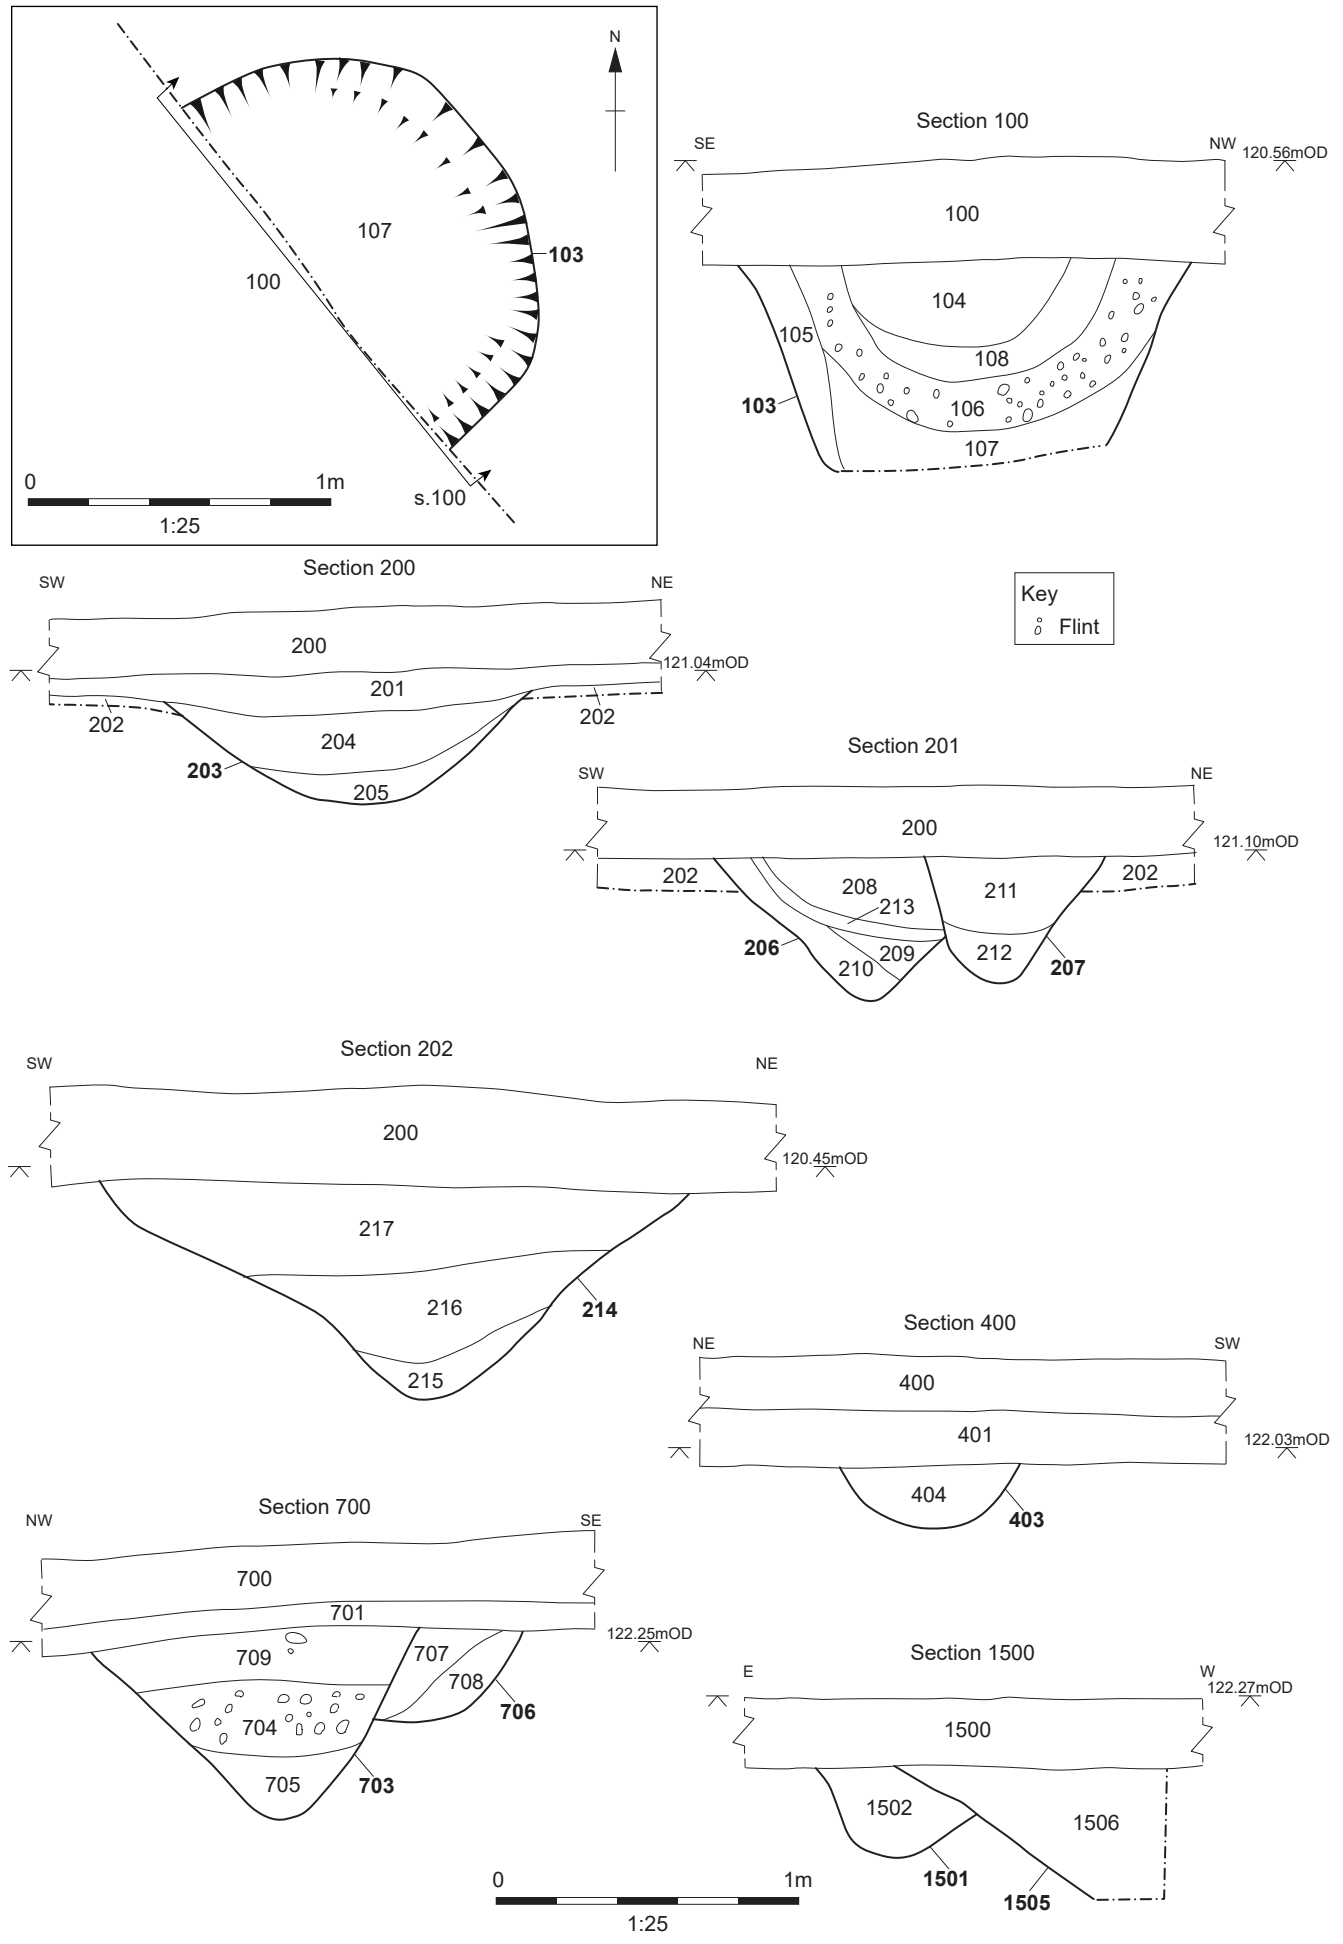 N
107
103
100
s.100
0 1m
1:25
Section 100
SE NW 120.56mOD
100
104
105
108
103
106
107
Section 200
SW NE
200
121.04mOD
201
202 202
204
203
205
Key
Flint
Section 201
SW NE
200
121.10mOD
202 208 211 202
213
206 209 212 207
210
Section 202
SW NE
200
120.45mOD
217
216 214
215
Section 400
NE SW
400
401
122.03mOD
404
403
Section 700
NW SE
700
701
122.25mOD
709 707
708
704 706
705 703
Section 1500
E W
122.27mOD
1500
1502 1506
1501
1505
0 1m
1:25